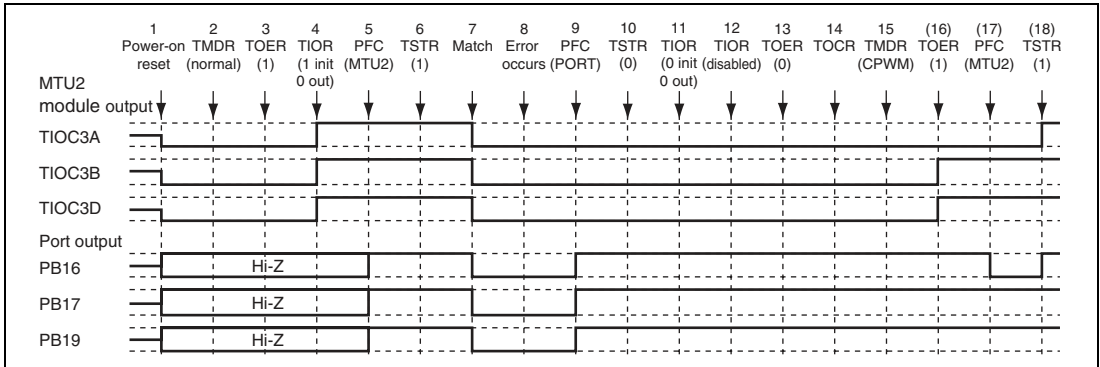 1 2 3 4 5 6 7 8 9 10 11 12 13 14 15 (16) (17) (18)
Power-on TMDR TOER TIOR PFC TSTR Match Error PFC TSTR TIOR TIOR TOER TOCR TMDR TOER PFC TSTR
reset (normal) (1) (1 init (MTU2) (1) occurs (PORT) (0) (0 init (disabled) (0) (CPWM) (1) (MTU2) (1)
0 out) 0 out)
MTU2
module output
TIOC3A
TIOC3B
TIOC3D
Port output
PB16 Hi-Z
PB17 Hi-Z
PB19 Hi-Z